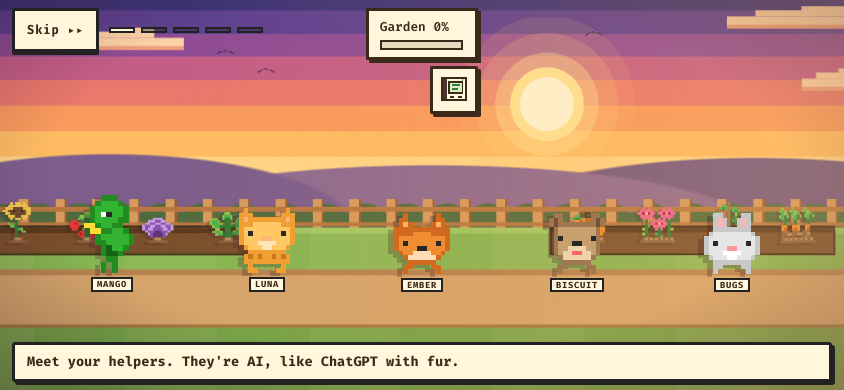 Skip ▸▸
Garden 0%
MANGO
LUNA
EMBER
BISCUIT
BUGS
Meet your helpers. They're AI, like ChatGPT with fur.